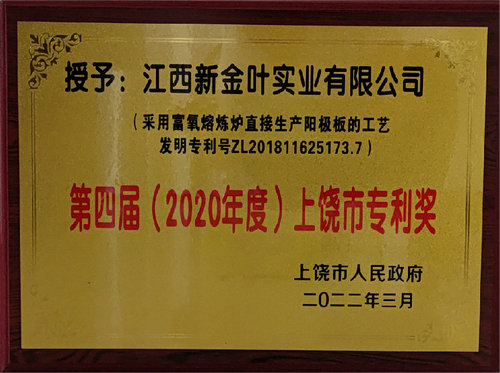 授予：江西新金叶实业有限公司
（采用富氧熔炼炉直接生产阳极板的工艺
发明专利号ZL201811625173.7）
第四届（2020年度）上饶市专利奖
上饶市人民政府
二〇二二年三月